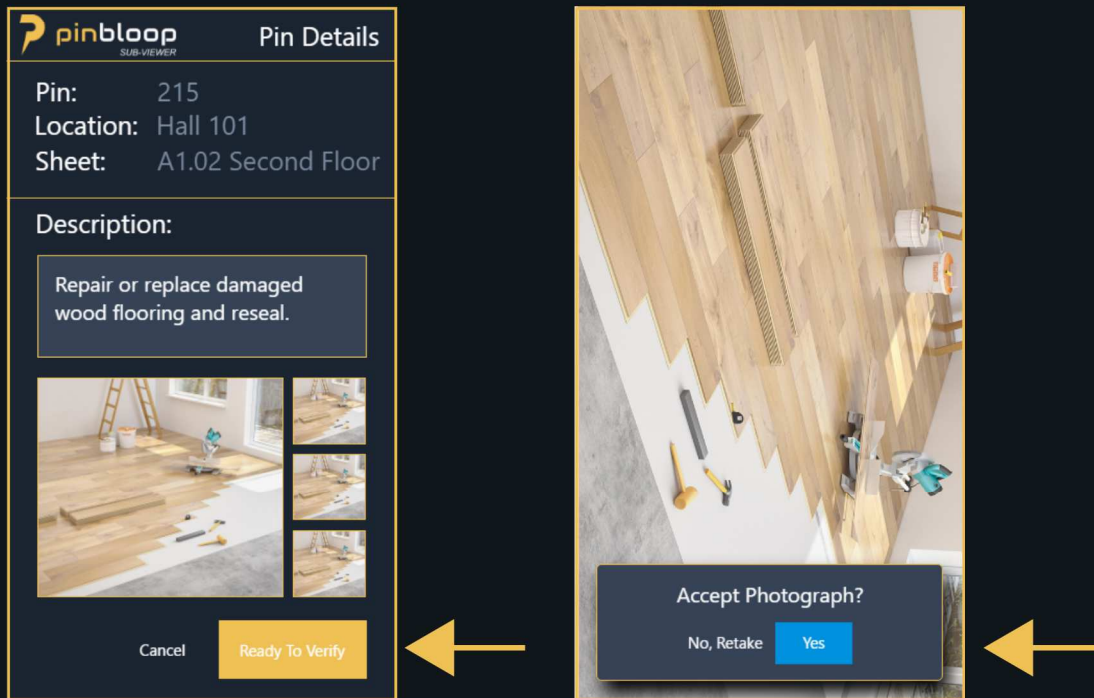 pinbloop
SUB-VIEWER
Pin Details
Pin: 215
Location: Hall 101
Sheet: A1.02 Second Floor
Description:
Repair or replace damaged
wood flooring and reseal.
Cancel
Ready To Verify
Accept Photograph?
No, Retake
Yes